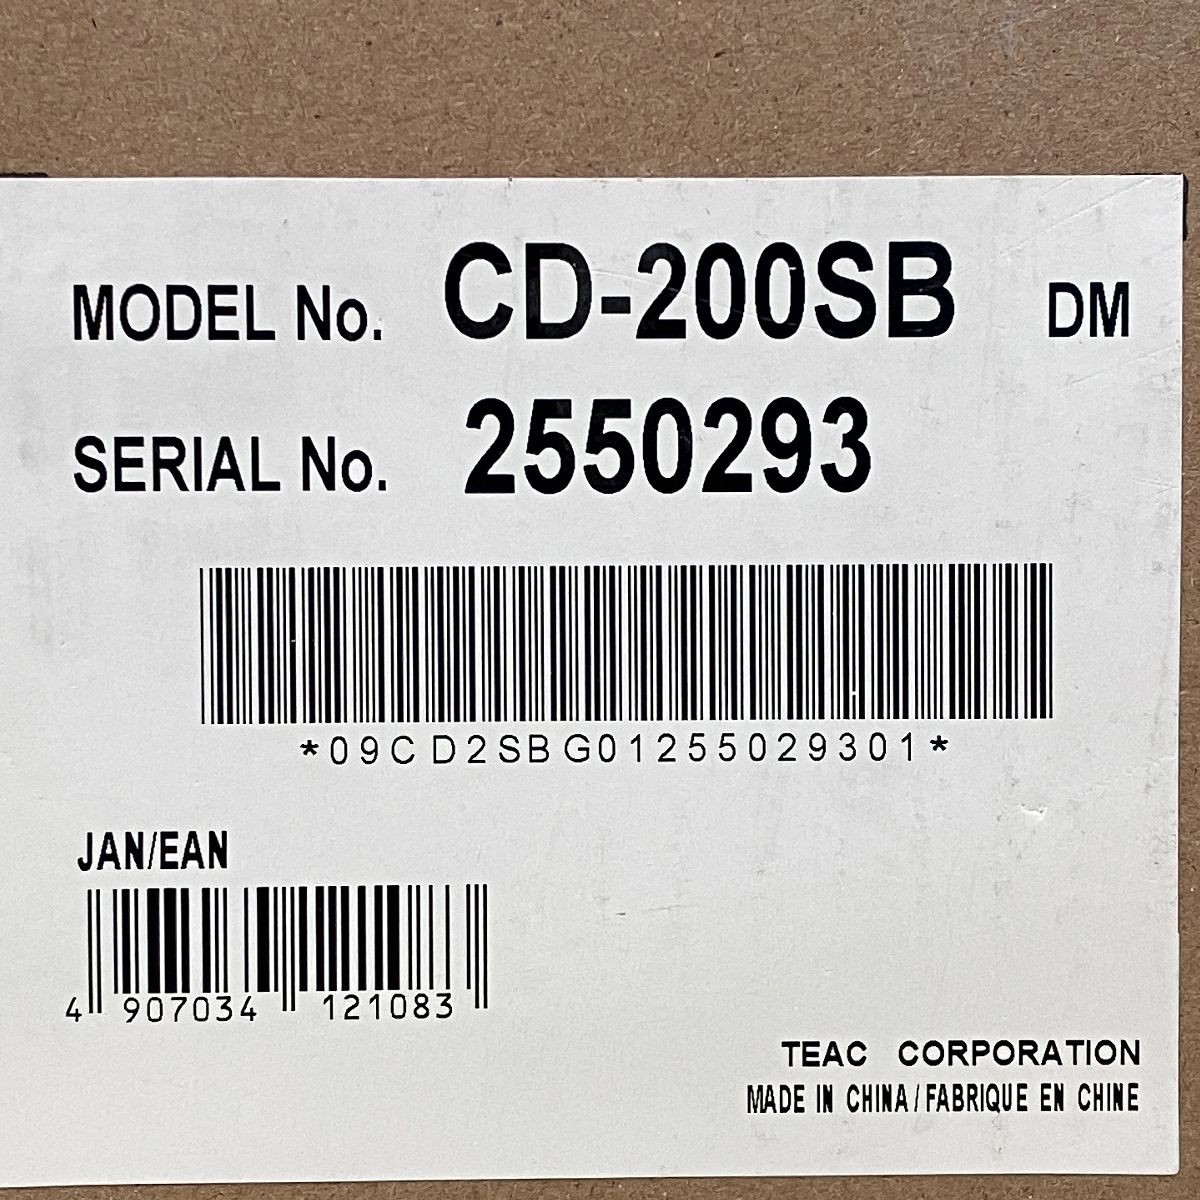 MODEL No. CD-200SB DM
SERIAL No. 2550293
*09CD2SBG01255029301*
JAN/EAN
4 907034 121083
TEAC CORPORATION
MADE IN CHINA/FABRIQUE EN CHINE